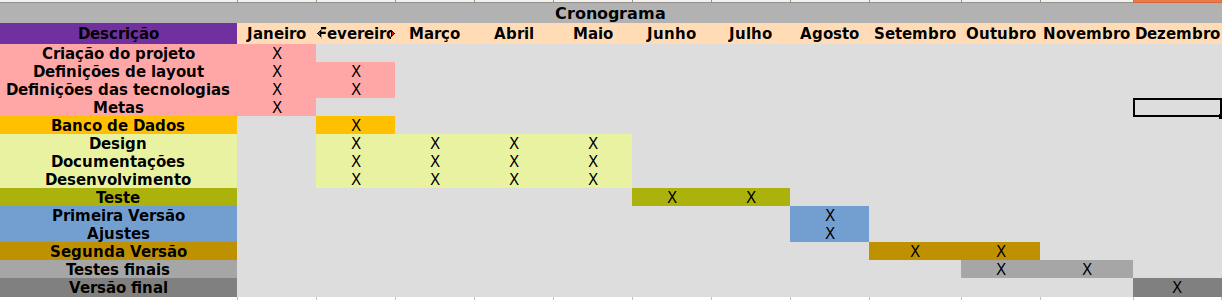 Cronograma
Descrição Janeiro Fevereiro Março Abril Maio Junho Julho Agosto Setembro Outubro Novembro Dezembro
Criação do projeto X
Definições de layout X X
Definições das tecnologias X X
Metas X
Banco de Dados X
Design X X X X
Documentações X X X X
Desenvolvimento X X X X
Teste X X
Primeira Versão X
Ajustes X
Segunda Versão X X
Testes finais X X
Versão final X